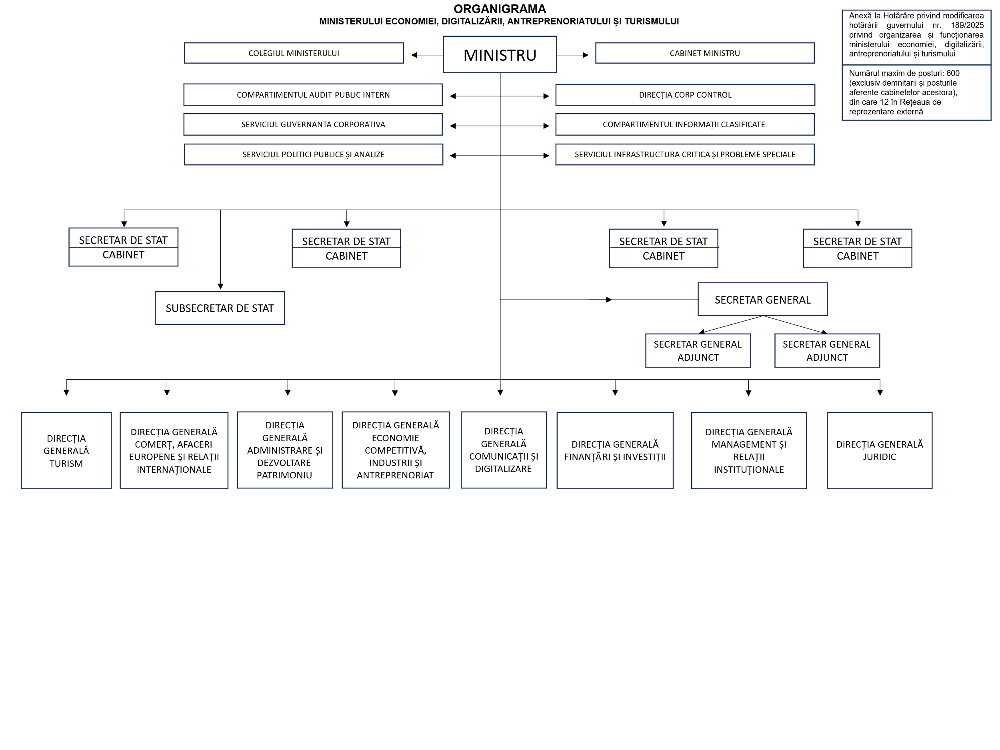 ORGANIGRAMA
MINISTERULUI ECONOMIEI, DIGITALIZĂRII, ANTREPRENORIATULUI ȘI TURISMULUI
Anexă la Hotărâre privind modificarea
hotărârii guvernului nr. 189/2025
privind organizarea și funcționarea
ministerului economiei, digitalizării,
antreprenoriatului și turismului
Numărul maxim de posturi: 600
(exclusiv demnitarii și posturile
aferente cabinetelor acestora),
din care 12 în Rețeaua de
reprezentare externă
COLEGIUL MINISTERULUI
MINISTRU
CABINET MINISTRU
COMPARTIMENTUL AUDIT PUBLIC INTERN
DIRECȚIA CORP CONTROL
SERVICIUL GUVERNANTA CORPORATIVA
COMPARTIMENTUL INFORMAȚII CLASIFICATE
SERVICIUL POLITICI PUBLICE ȘI ANALIZE
SERVICIUL INFRASTRUCTURA CRITICA ȘI PROBLEME SPECIALE
SECRETAR DE STAT
CABINET
SECRETAR DE STAT
CABINET
SECRETAR DE STAT
CABINET
SECRETAR DE STAT
CABINET
SUBSECRETAR DE STAT
SECRETAR GENERAL
SECRETAR GENERAL
ADJUNCT
SECRETAR GENERAL
ADJUNCT
DIRECȚIA
GENERALĂ
TURISM
DIRECȚIA GENERALĂ
COMERȚ, AFACERI
EUROPENE ȘI RELAȚII
INTERNAȚIONALE
DIRECȚIA
GENERALĂ
ADMINISTRARE ȘI
DEZVOLTARE
PATRIMONIU
DIRECȚIA GENERALĂ
ECONOMIE
COMPETITIVĂ,
INDUSTRII ȘI
ANTREPRENORIAT
DIRECȚIA
GENERALĂ
COMUNICAȚII ȘI
DIGITALIZARE
DIRECȚIA GENERALĂ
FINANȚĂRI ȘI INVESTIȚII
DIRECȚIA GENERALĂ
MANAGEMENT ȘI
RELAȚII
INSTITUȚIONALE
DIRECȚIA GENERALĂ
JURIDIC